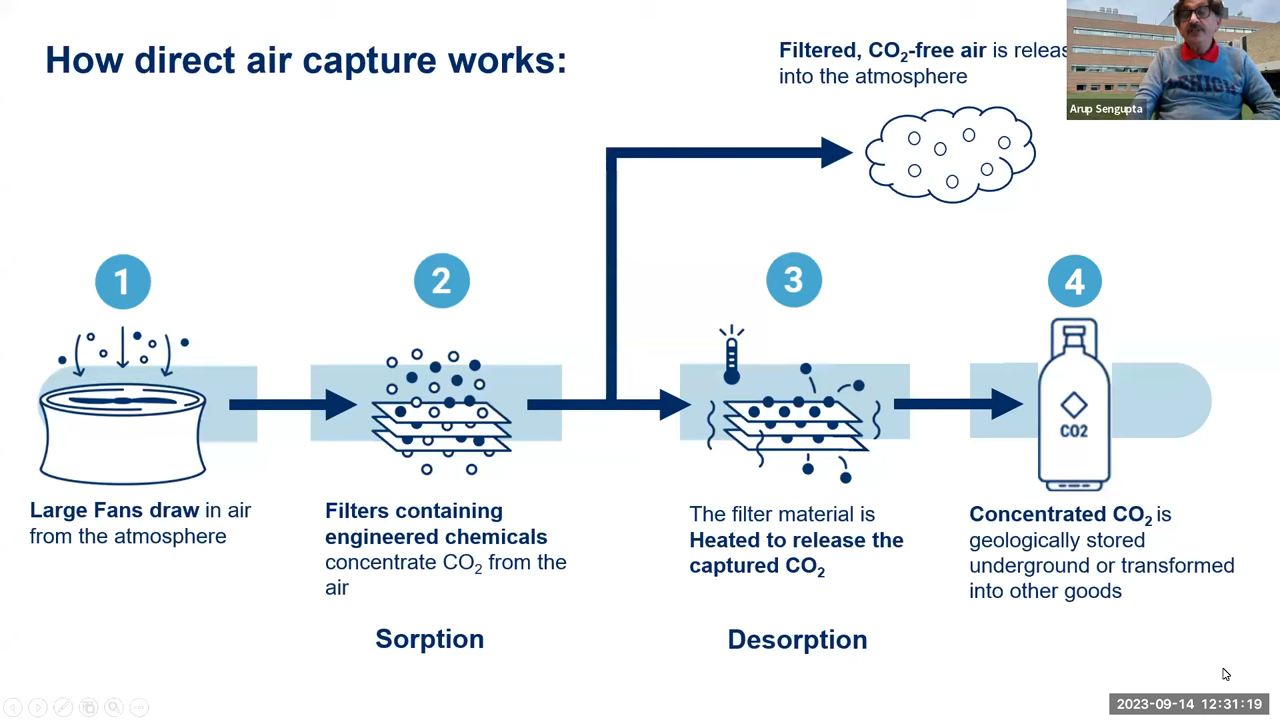 How direct air capture works:
Filtered, CO2-free air is releas
into the atmosphere
LEHIGH
Arup Sengupta
1
2
3
4
CO2
Large Fans draw in air
from the atmosphere
Filters containing
engineered chemicals
concentrate CO2 from the
air
The filter material is
Heated to release the
captured CO2
Concentrated CO2 is
geologically stored
underground or transformed
into other goods
Sorption
Desorption
2023-09-14 12:31:19